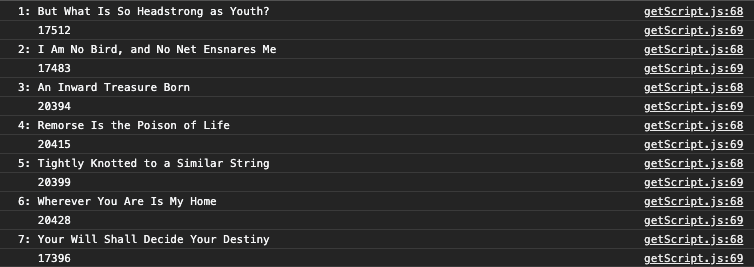 1: But What Is So Headstrong as Youth? getScript.js:68
17512 getScript.js:69
2: I Am No Bird, and No Net Ensnares Me getScript.js:68
17483 getScript.js:69
3: An Inward Treasure Born getScript.js:68
20394 getScript.js:69
4: Remorse Is the Poison of Life getScript.js:68
20415 getScript.js:69
5: Tightly Knotted to a Similar String getScript.js:68
20399 getScript.js:69
6: Wherever You Are Is My Home getScript.js:68
20428 getScript.js:69
7: Your Will Shall Decide Your Destiny getScript.js:68
17396 getScript.js:69